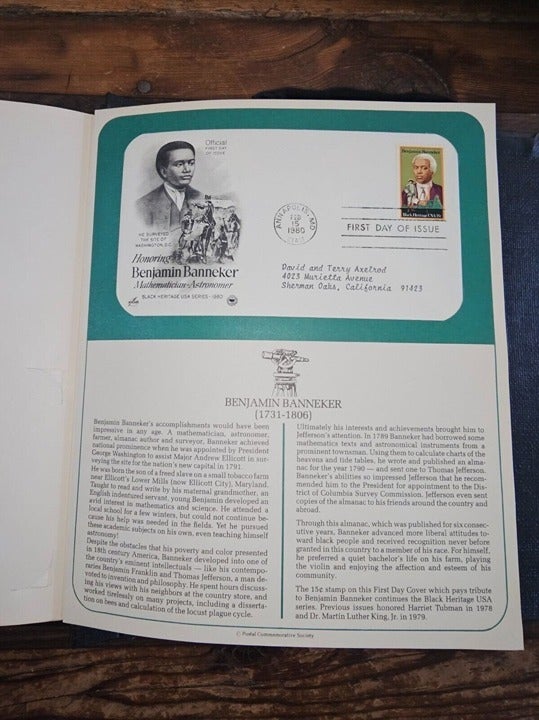 Official
FIRST DAY
OF ISSUE
HE SURVEYED
THE SITE OF
WASHINGTON, D.C.
Honoring
Benjamin Banneker
Mathematician-Astronomer
BLACK HERITAGE USA SERIES · 1980
ANNAPOLIS, MD
FEB
15
1980
FIRST DAY OF ISSUE
Benjamin Banneker
Black Heritage USA 15c
David and Terry Axelrod
4023 Murietta Avenue
Sherman Oaks, California 91423
BENJAMIN BANNEKER
(1731-1806)
Benjamin Banneker's accomplishments would have been
impressive in any age. A mathematician, astronomer,
farmer, almanac author and surveyor, Banneker achieved
national prominence when he was appointed by President
George Washington to assist Major Andrew Ellicott in sur-
veying the site for the nation's new capital in 1791.
He was born the son of a freed slave on a small tobacco farm
near Ellicott's Lower Mills (now Ellicott City), Maryland.
Taught to read and write by his maternal grandmother, an
English indentured servant, young Benjamin developed an
avid interest in mathematics and science. He attended a
local school for a few winters, but could not continue be-
cause his help was needed in the fields. Yet he pursued
these academic subjects on his own, even teaching himself
astronomy!
Despite the obstacles that his poverty and color presented
in 18th century America, Banneker developed into one of
the country's eminent intellectuals — like his contempo-
raries Benjamin Franklin and Thomas Jefferson, a man de-
voted to invention and philosophy. He spent hours discuss-
ing his views with his neighbors at the country store, and
worked tirelessly on many projects, including a disserta-
tion on bees and calculation of the locust plague cycle.
Ultimately his interests and achievements brought him to
Jefferson's attention. In 1789 Banneker had borrowed some
mathematics texts and astronomical instruments from a
prominent townsman. Using them to calculate charts of the
heavens and tide tables, he wrote and published an alma-
nac for the year 1790 — and sent one to Thomas Jefferson.
Banneker's abilities so impressed Jefferson that he recom-
mended him to the President for appointment to the Dis-
trict of Columbia Survey Commission. Jefferson even sent
copies of the almanac to his friends around the country and
abroad.
Through this almanac, which was published for six consec-
utive years, Banneker advanced more liberal attitudes to-
ward black people and received recognition never before
granted in this country to a member of his race. For himself,
he preferred a quiet bachelor's life on his farm, playing
the violin and enjoying the affection and esteem of his
community.
The 15¢ stamp on this First Day Cover which pays tribute
to Benjamin Banneker continues the Black Heritage USA
series. Previous issues honored Harriet Tubman in 1978
and Dr. Martin Luther King, Jr. in 1979.
© Postal Commemorative Society